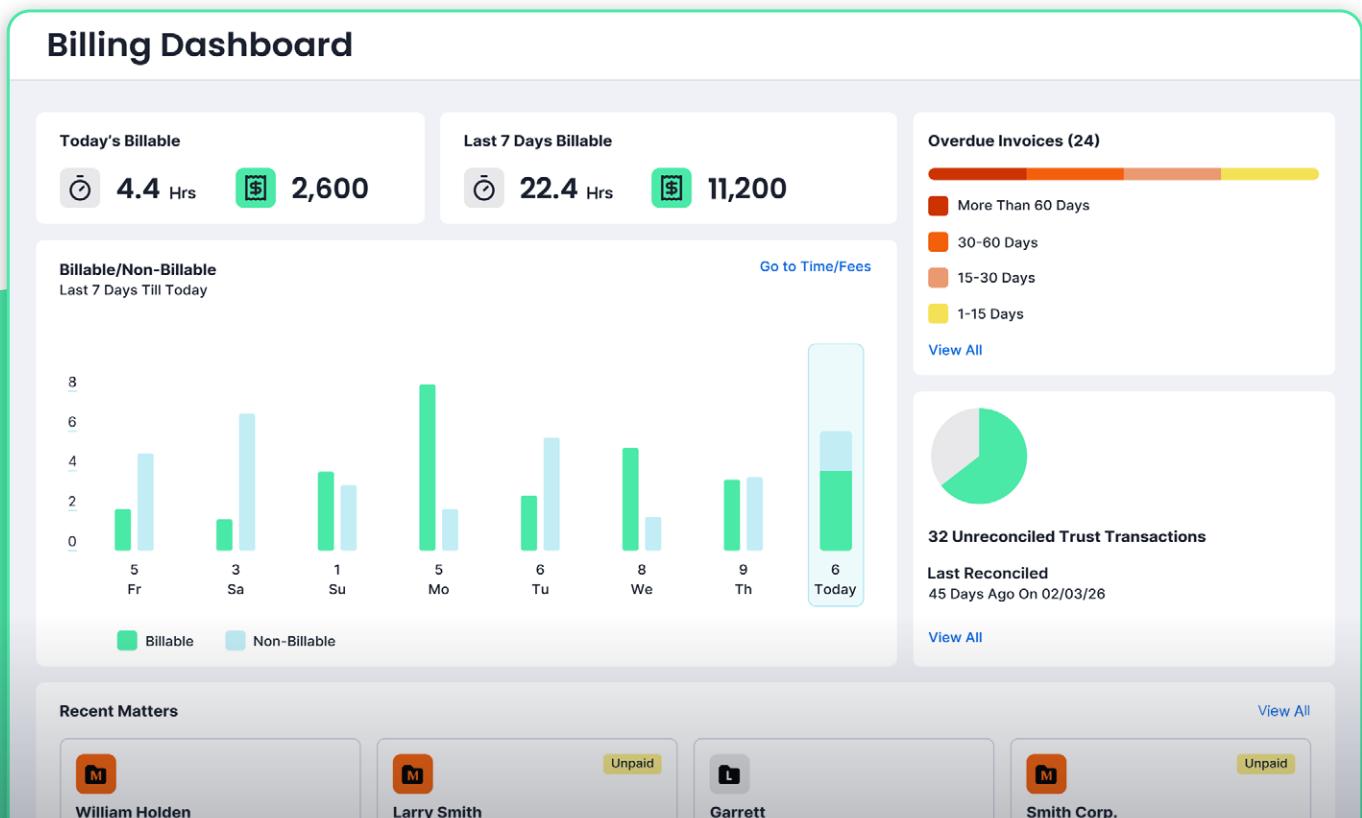 Billing Dashboard
Today's Billable
4.4 Hrs
2,600
Last 7 Days Billable
22.4 Hrs
11,200
Overdue Invoices (24)
More Than 60 Days
30-60 Days
15-30 Days
1-15 Days
View All
Billable/Non-Billable
Last 7 Days Till Today
Go to Time/Fees
8
6
4
2
0
5 3 1 5 6 8 9 6
Fr Sa Su Mo Tu We Th Today
Billable
Non-Billable
32 Unreconciled Trust Transactions
Last Reconciled
45 Days Ago On 02/03/26
View All
Recent Matters
View All
M
William Holden
M
Unpaid
Larry Smith
L
Garrett
M
Unpaid
Smith Corp.